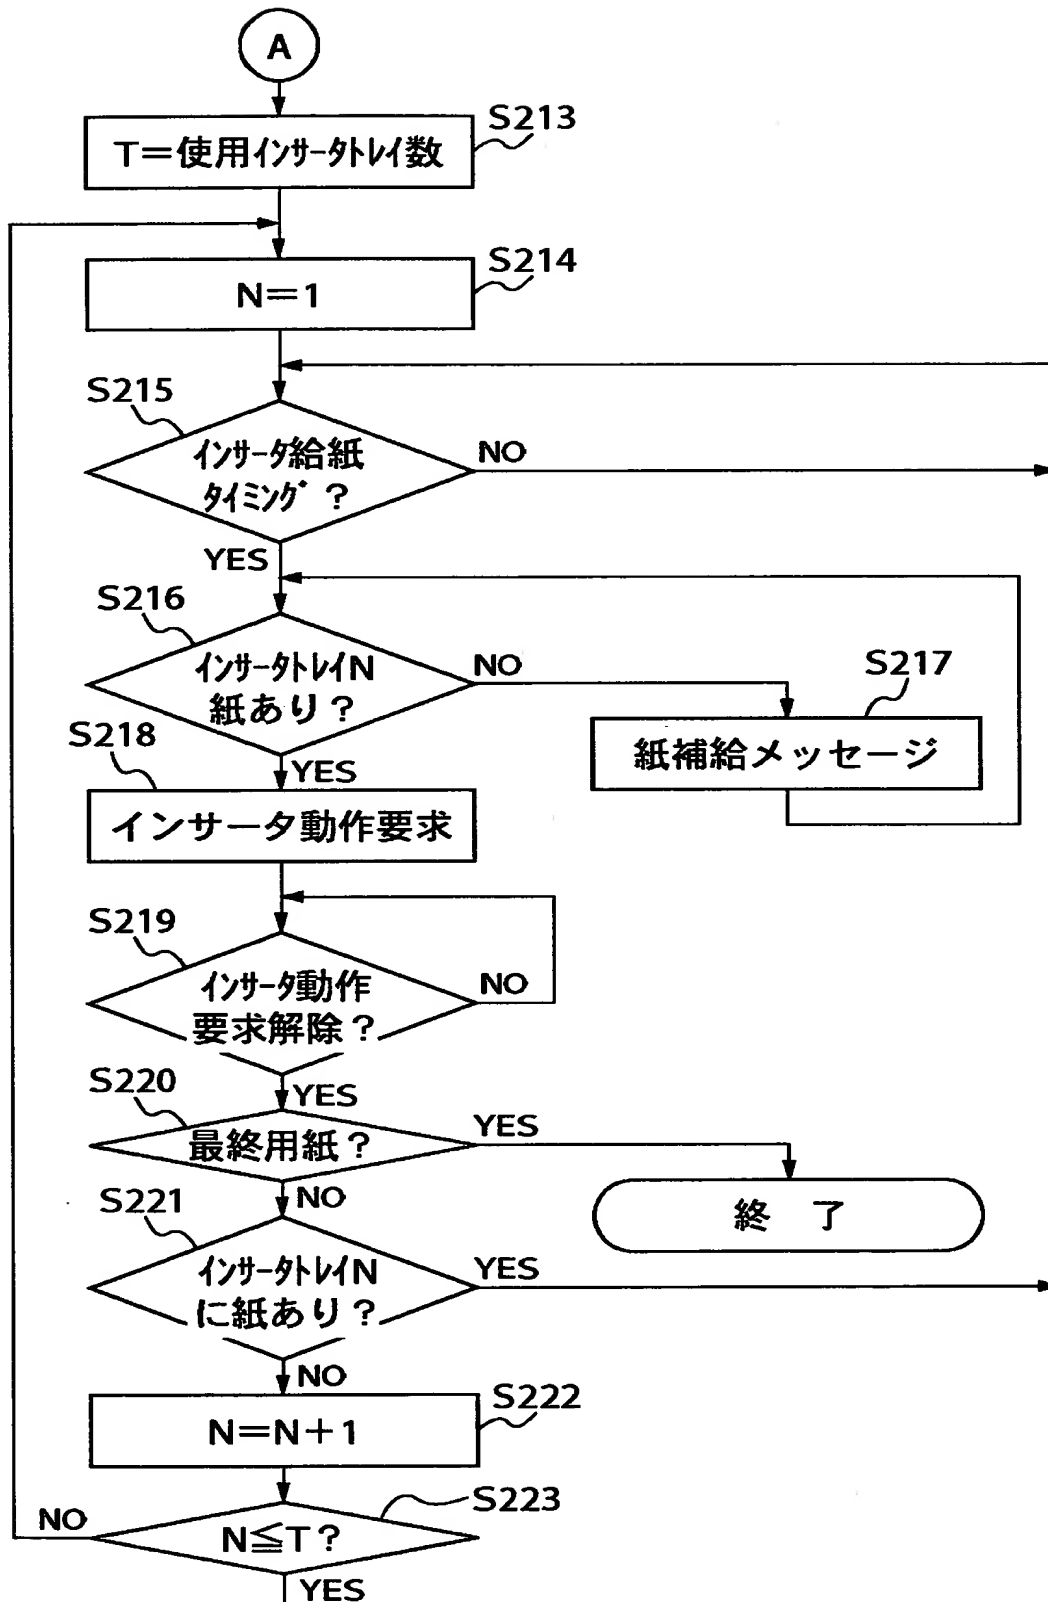 A
S213
T＝使用インサータトレイ数
S214
N＝1
S215
インサータ給紙
タイミング？
NO
YES
S216
インサータトレイN
紙あり？
NO
S217
紙補給メッセージ
S218
YES
インサータ動作要求
S219
インサータ動作
要求解除？
NO
YES
S220
最終用紙？
YES
NO
終 了
S221
インサータトレイN
に紙あり？
YES
NO
S222
N＝N＋1
S223
N≦T？
NO
YES